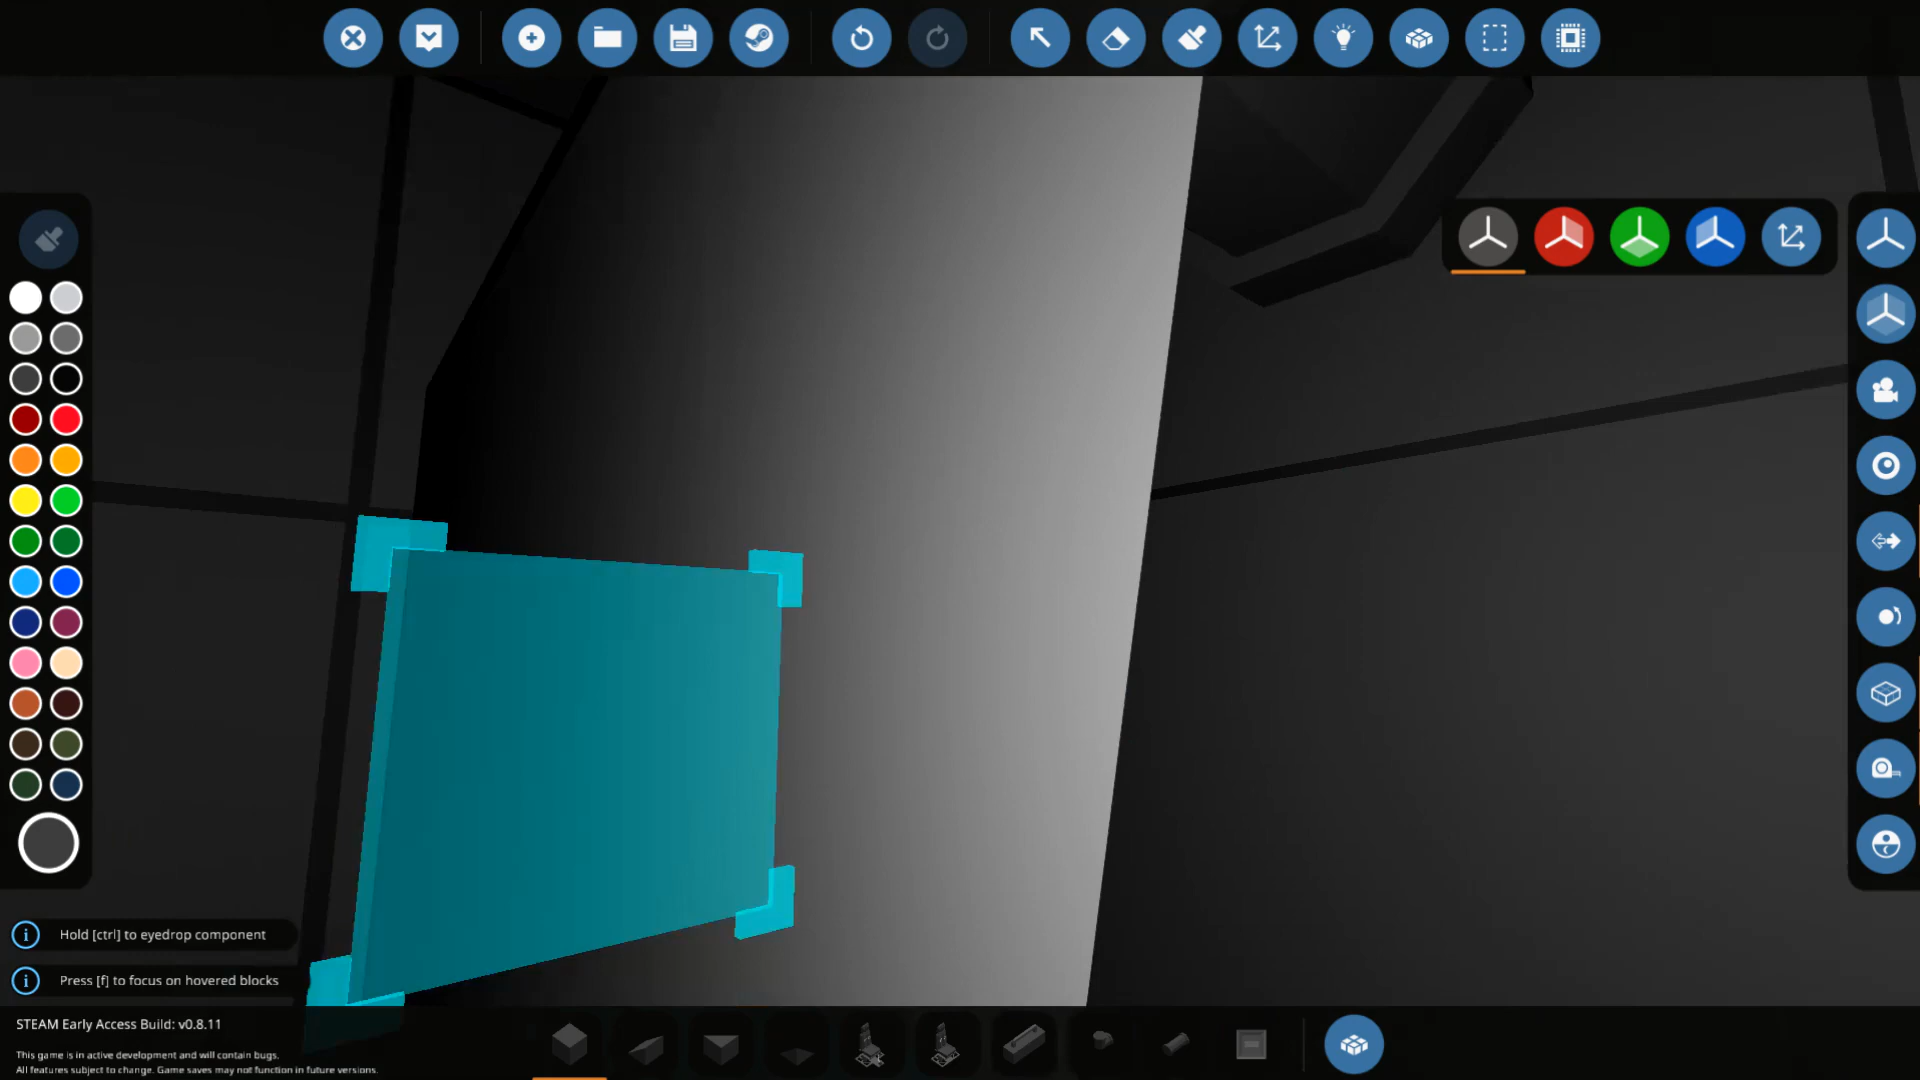 Hold [ctrl] to eyedrop component
Press [f] to focus on hovered blocks
STEAM Early Access Build: v0.8.11
This game is in active development and will contain bugs.
All features subject to change. Game saves may not function in future versions.